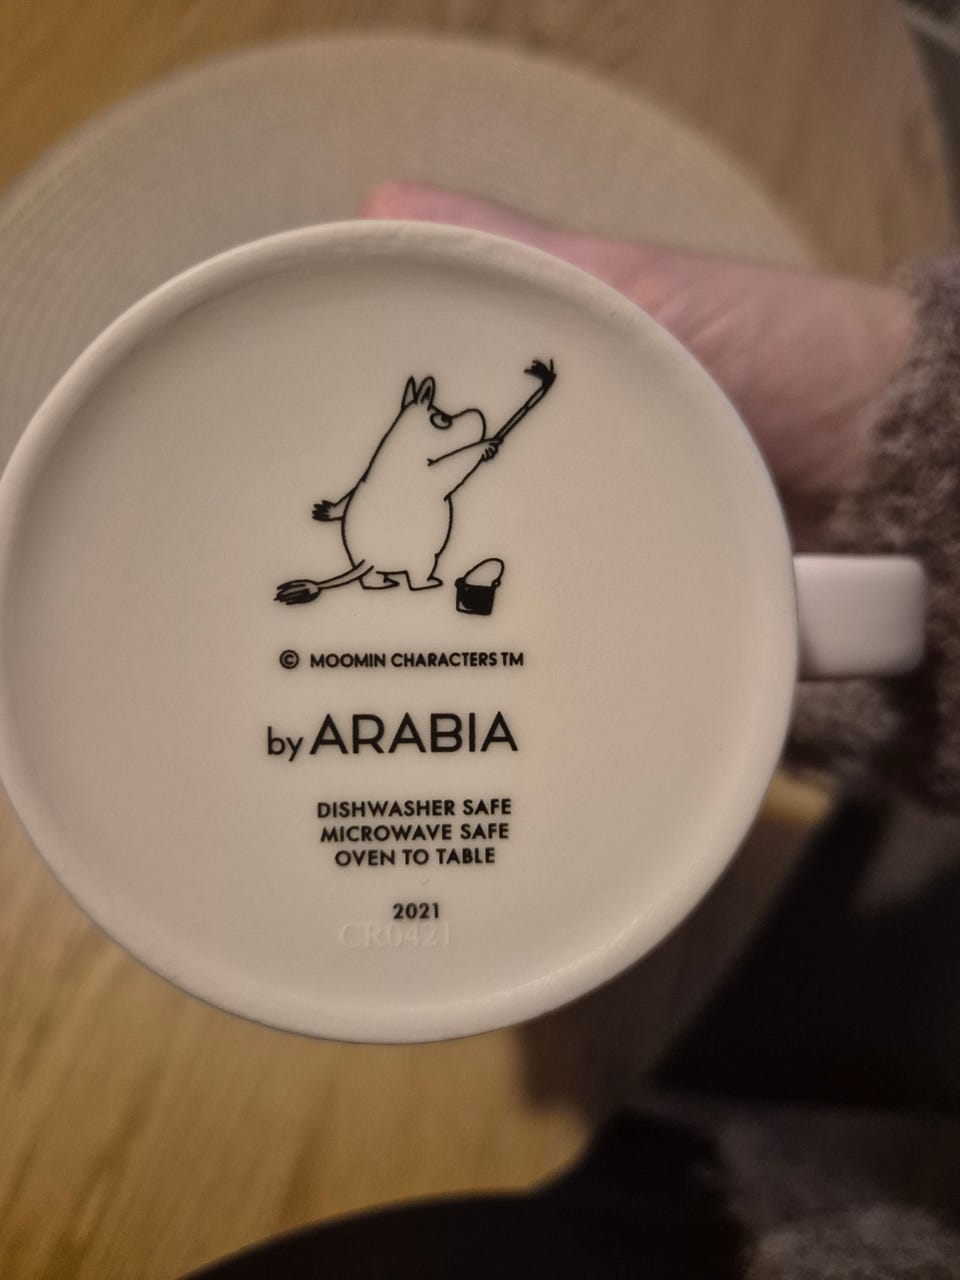 © MOOMIN CHARACTERS TM
by ARABIA
DISHWASHER SAFE
MICROWAVE SAFE
OVEN TO TABLE
2021
CR0421